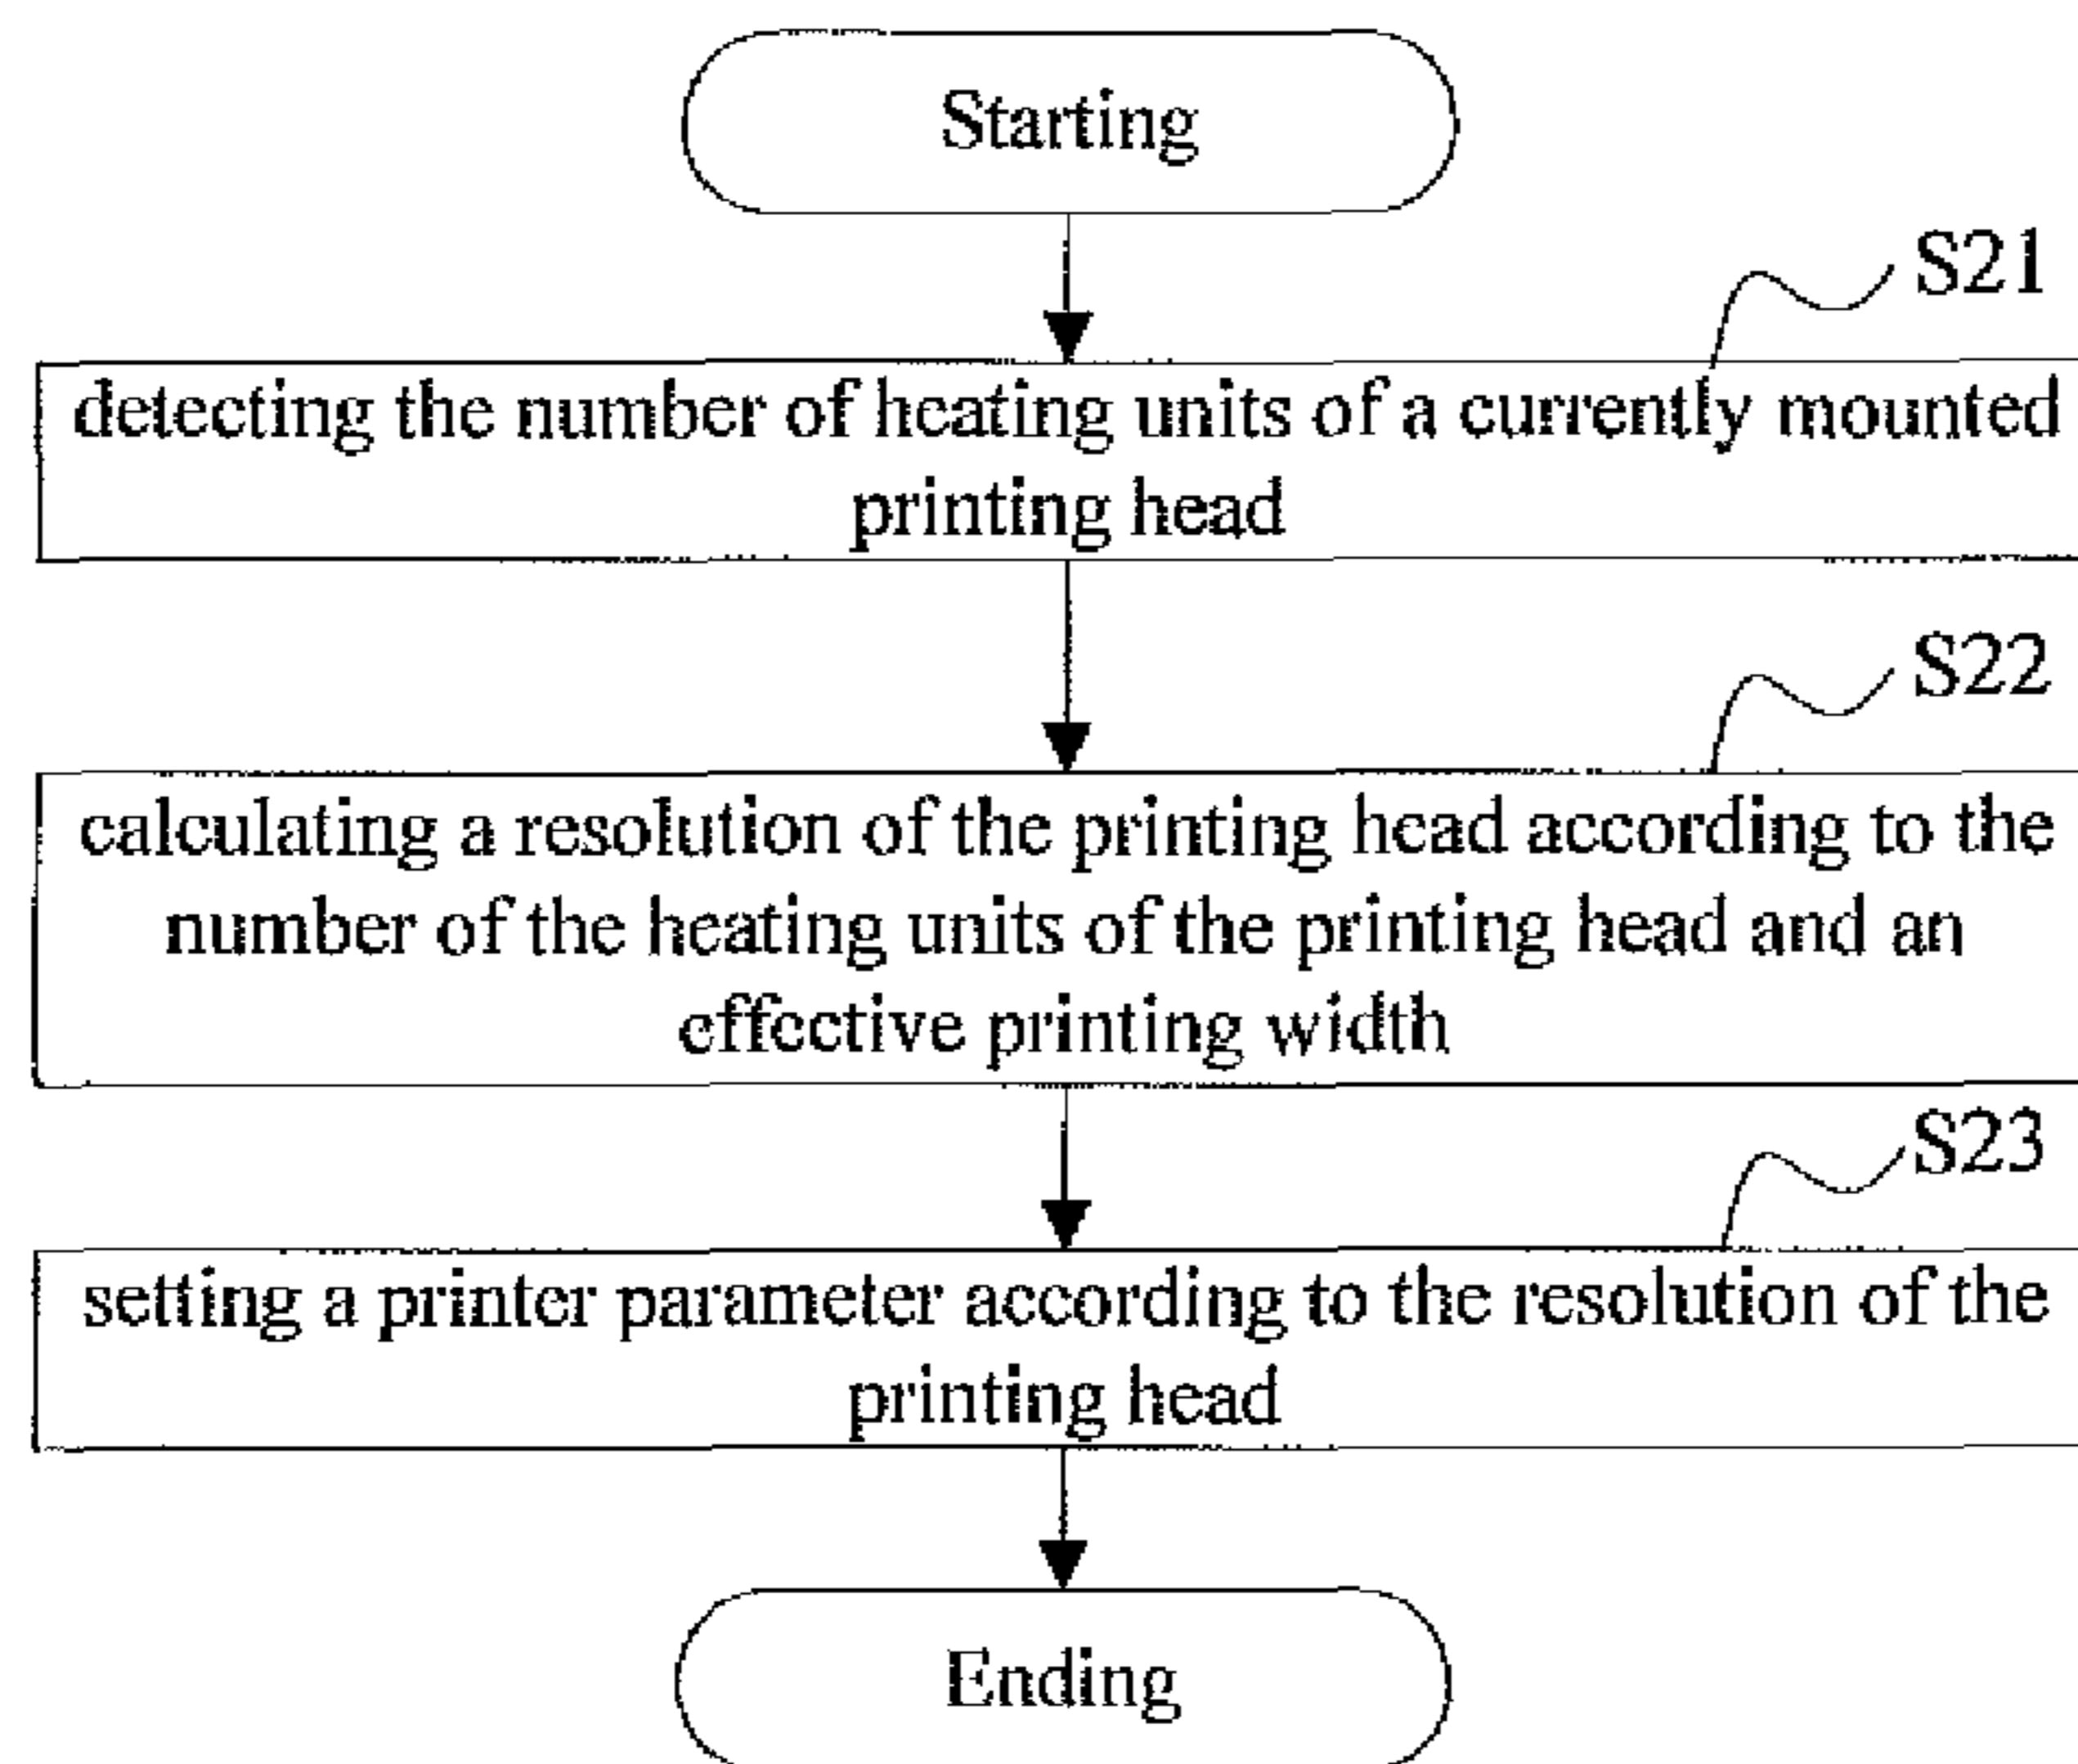 Starting
S21
detecting the number of heating units of a currently mounted
printing head
S22
calculating a resolution of the printing head according to the
number of the heating units of the printing head and an
effective printing width
S23
setting a printer parameter according to the resolution of the
printing head
Ending